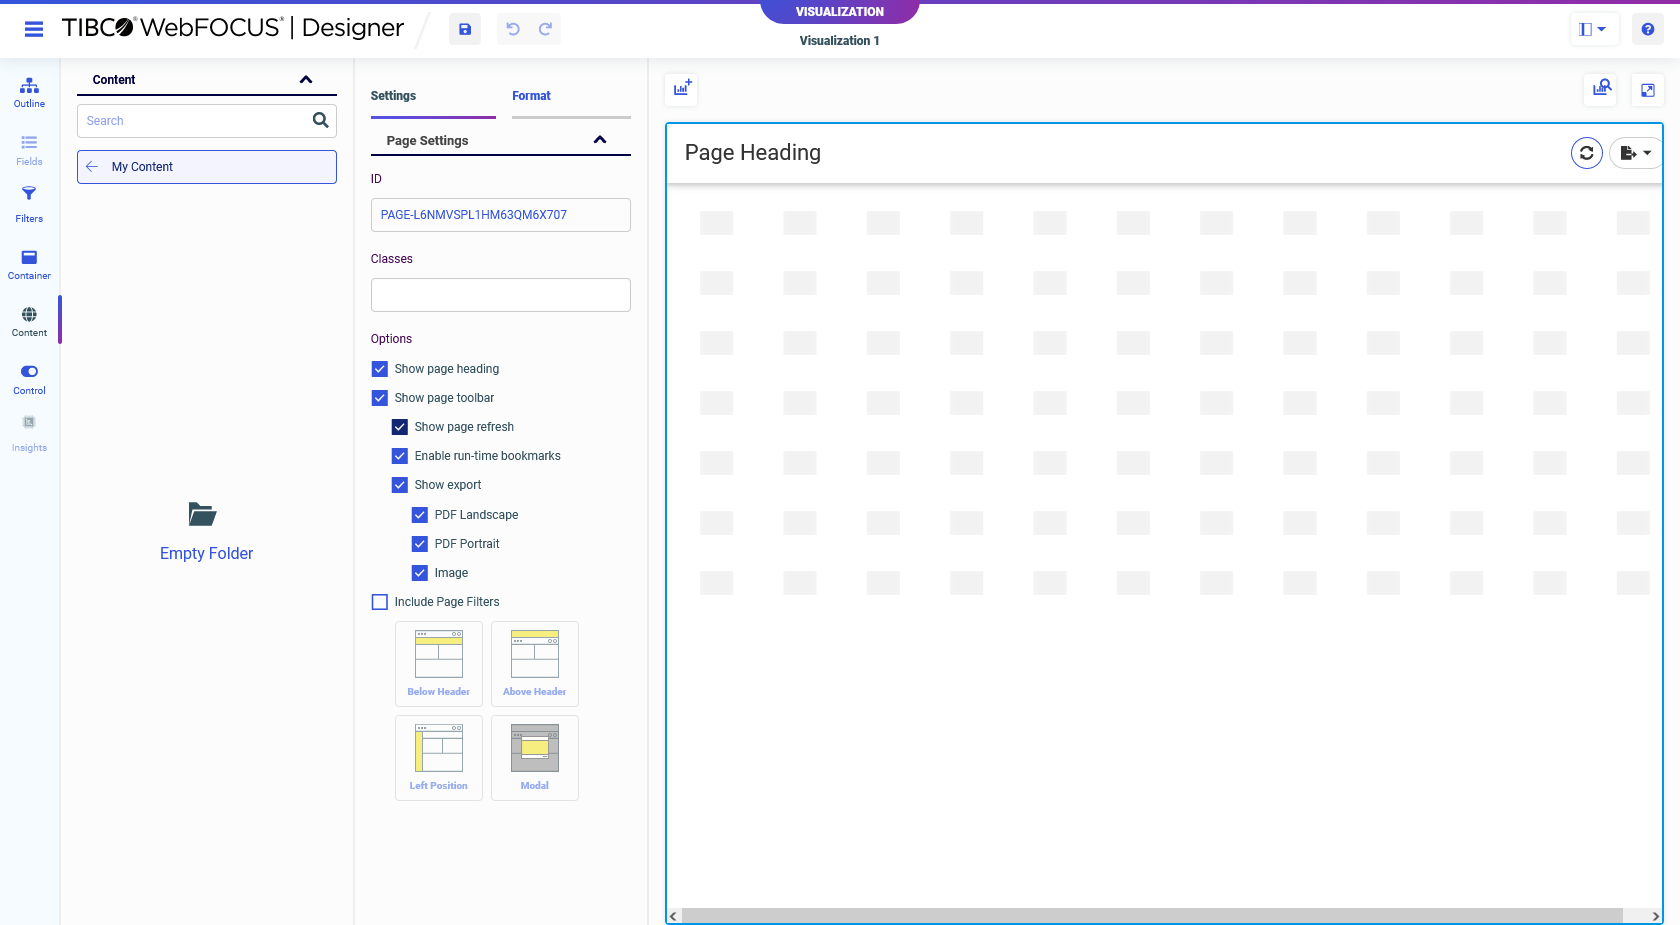 TIBCO® WebFOCUS® | Designer
VISUALIZATION
Visualization 1
Outline
Fields
Filters
Container
Content
Control
Insights
Content
Search
My Content
Empty Folder
Settings
Format
Page Settings
ID
PAGE-L6NMVSPL1HM63QM6X707
Classes
Options
Show page heading
Show page toolbar
Show page refresh
Enable run-time bookmarks
Show export
PDF Landscape
PDF Portrait
Image
Include Page Filters
Below Header
Above Header
Left Position
Modal
Page Heading